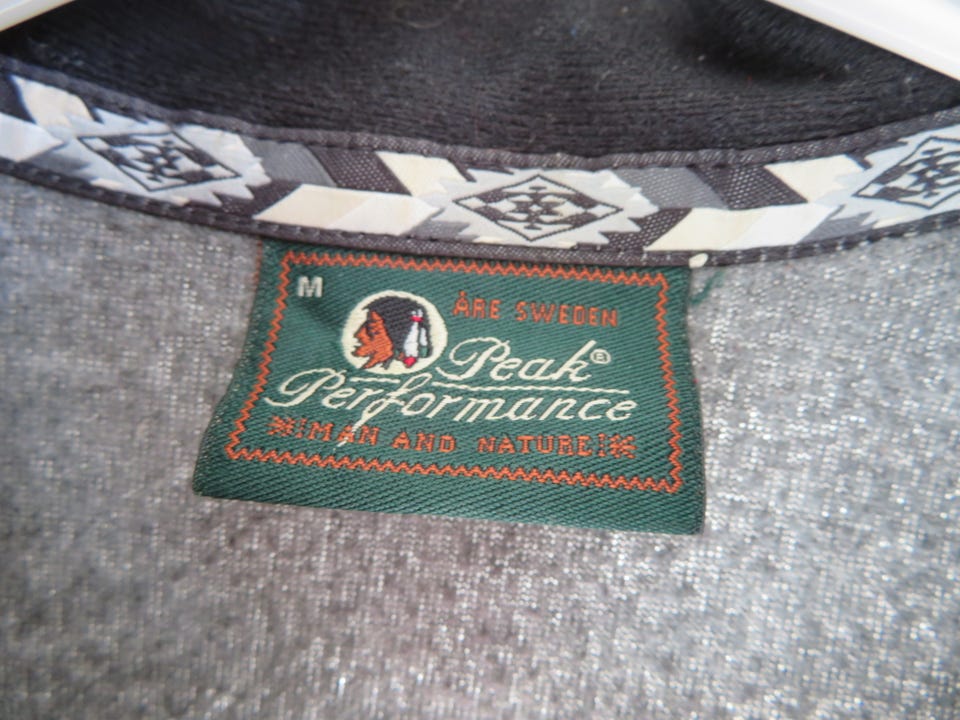 M
ÅRE SWEDEN
Peak®
Performance
MAN AND NATURE